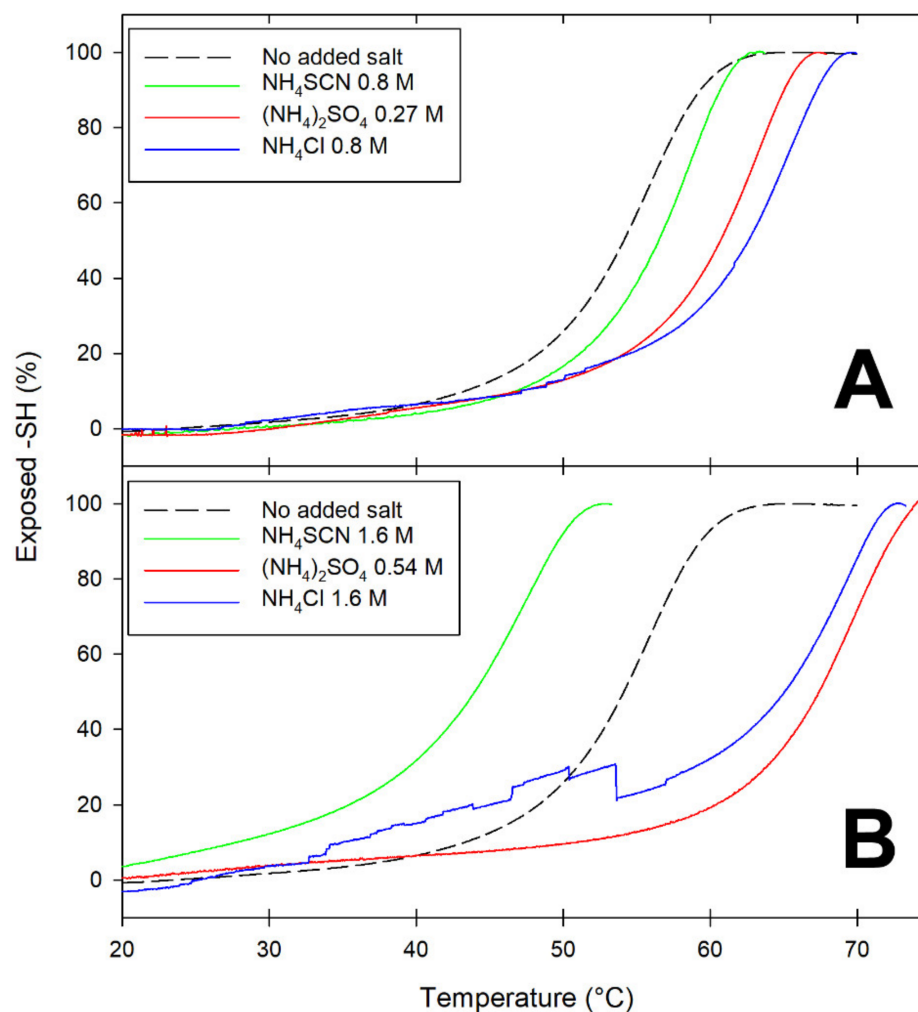 100
80
60
40
20
0
No added salt
NH4SCN 0.8 M
(NH4)2SO4 0.27 M
NH4Cl 0.8 M
A
Exposed -SH (%)
100
80
60
40
20
0
No added salt
NH4SCN 1.6 M
(NH4)2SO4 0.54 M
NH4Cl 1.6 M
B
20 30 40 50 60 70
Temperature (°C)